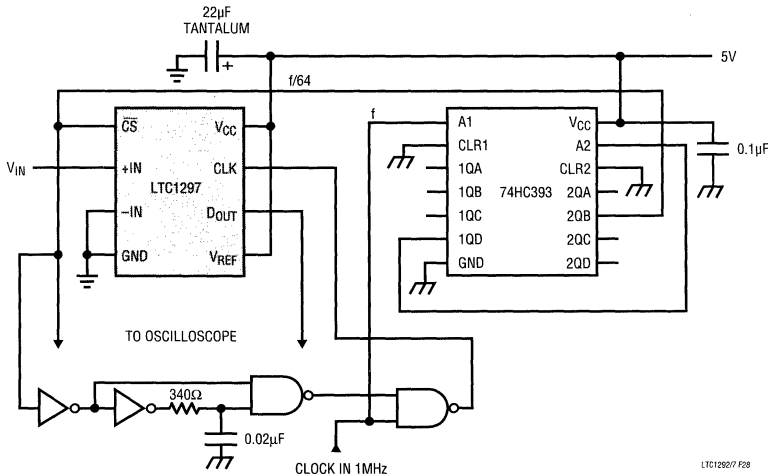 22µF
TANTALUM
+
5V
f/64
f
C̅S̅
VCC
+IN
CLK
LTC1297
–IN
DOUT
GND
VREF
VIN
A1
VCC
CLR1
A2
1QA
CLR2
1QB
74HC393
2QA
1QC
2QB
1QD
2QC
GND
2QD
0.1µF
TO OSCILLOSCOPE
340Ω
0.02µF
CLOCK IN 1MHz
LTC1292/7 F28